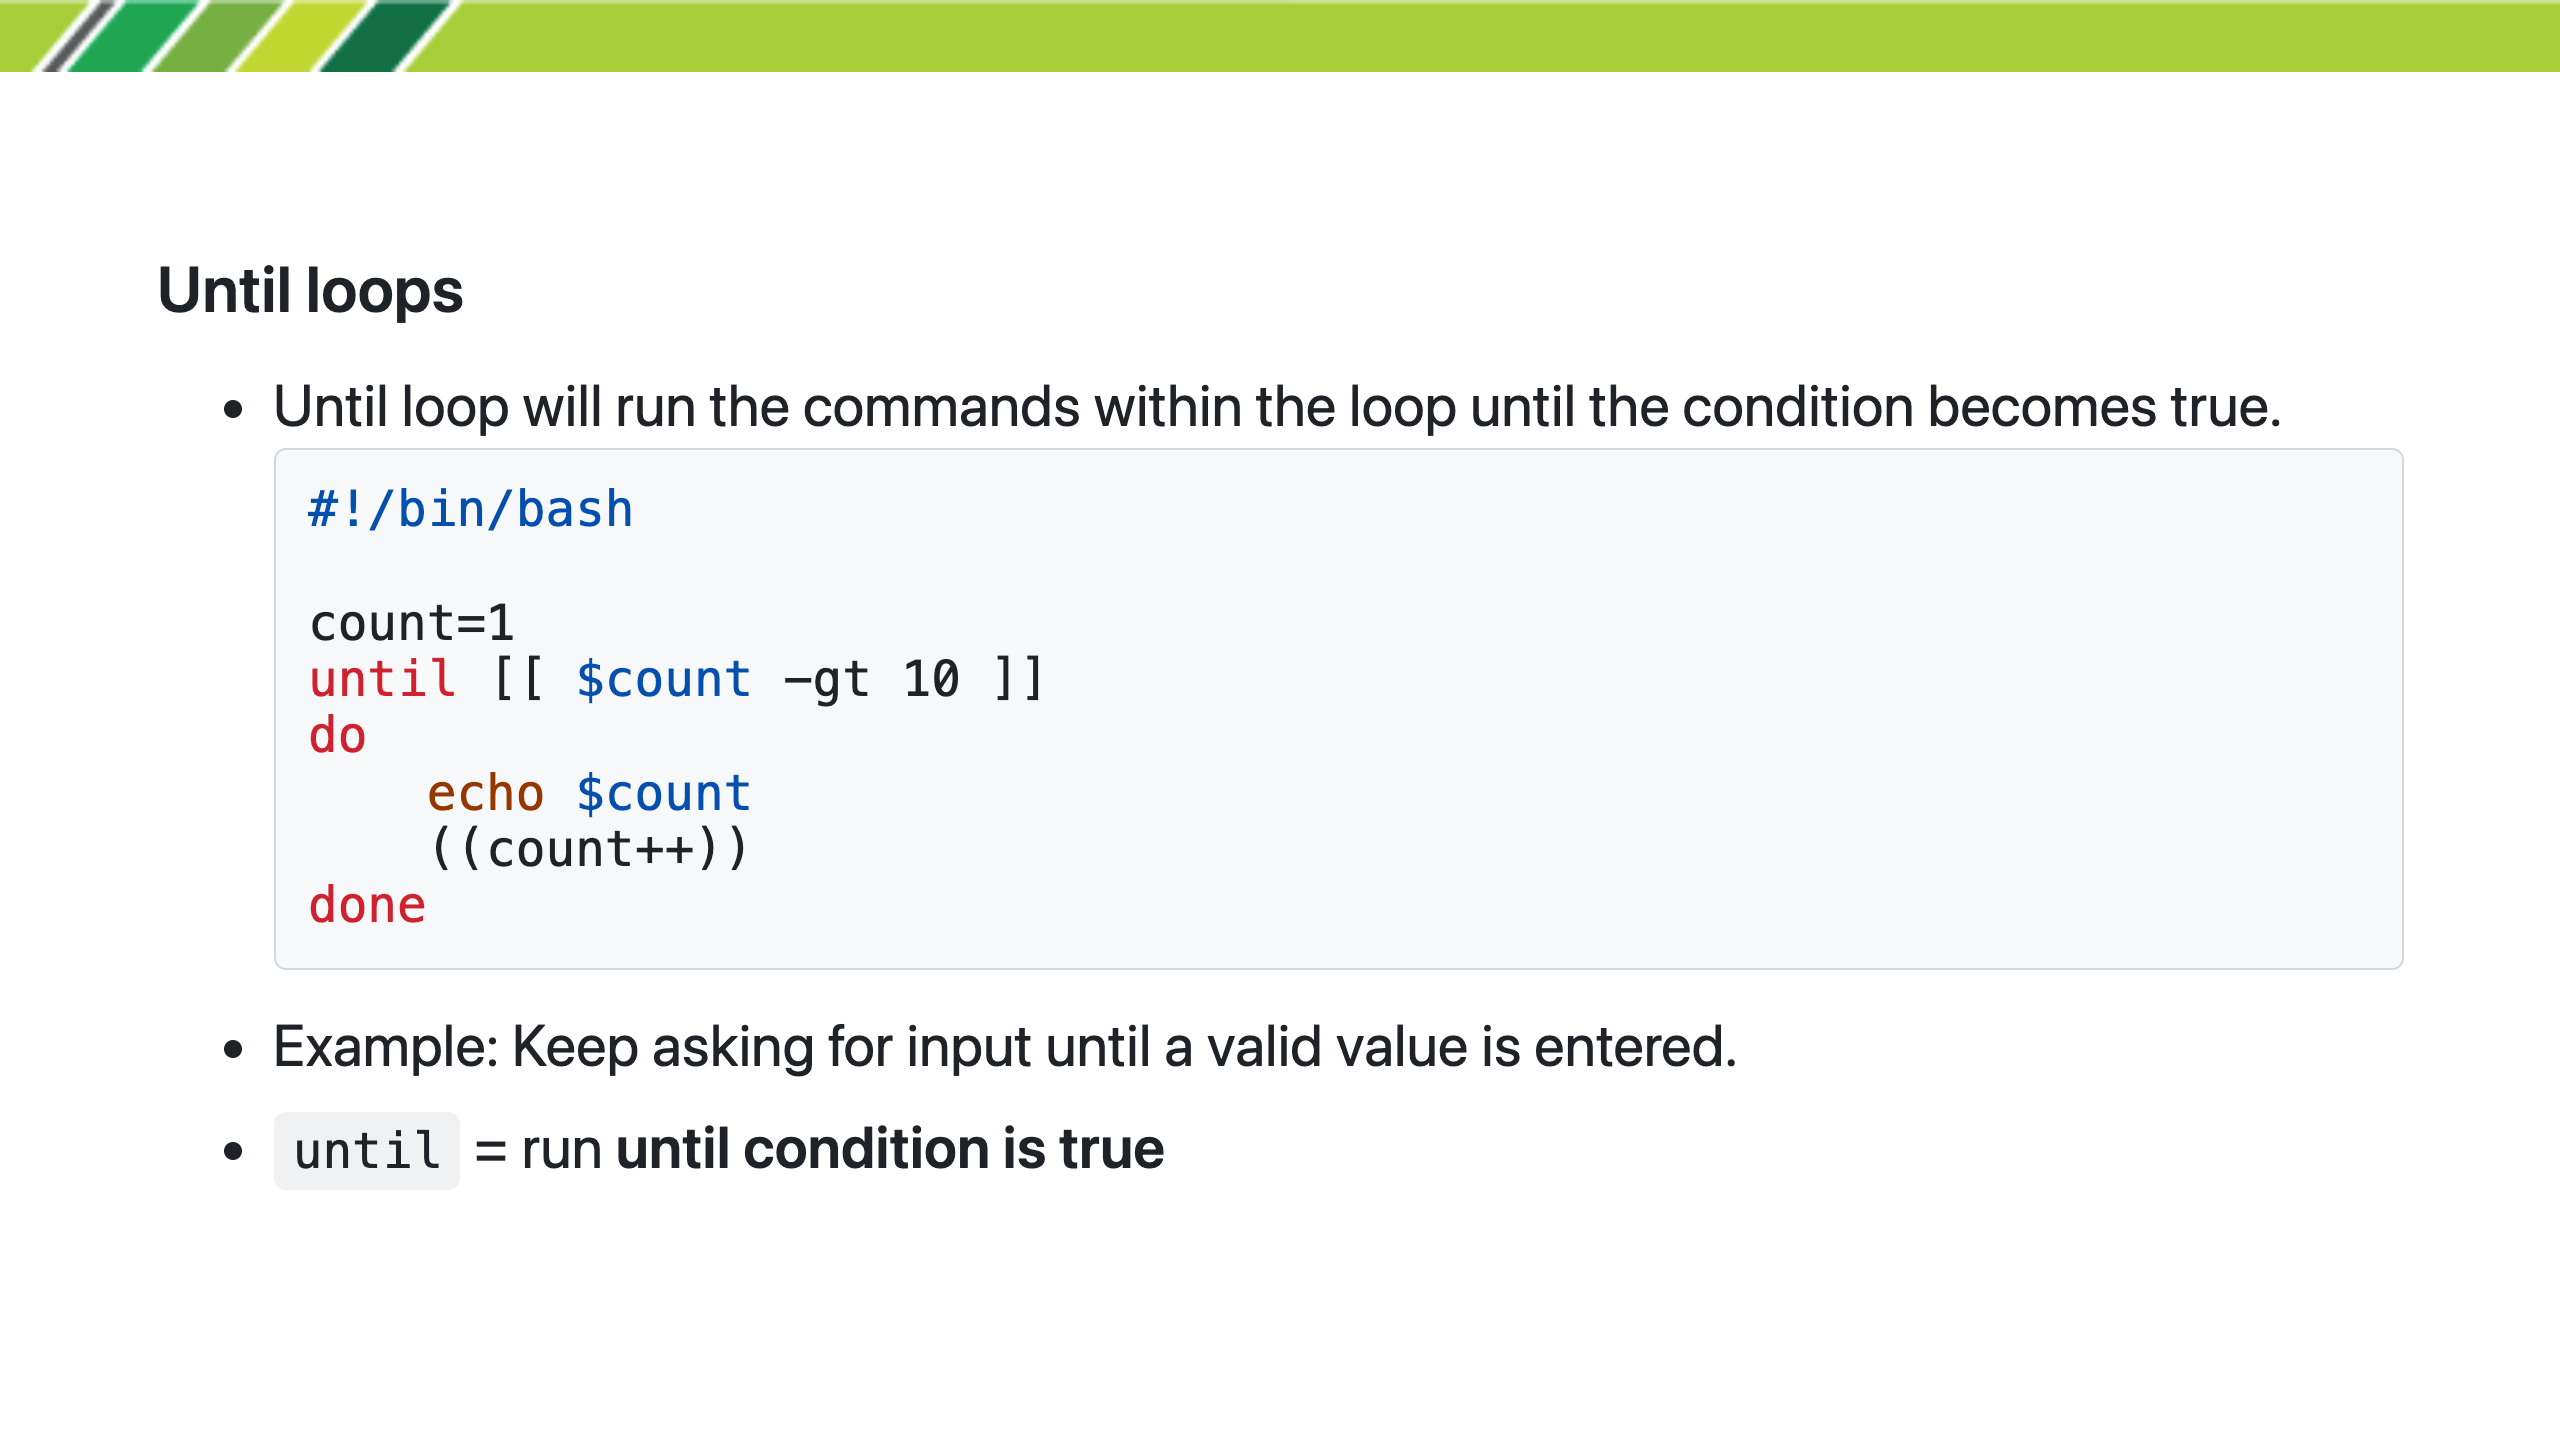 Until loops
• Until loop will run the commands within the loop until the condition becomes true.
#!/bin/bash
count=1
until [[ $count -gt 10 ]]
do
    echo $count
    ((count++))
done
• Example: Keep asking for input until a valid value is entered.
• until = run until condition is true